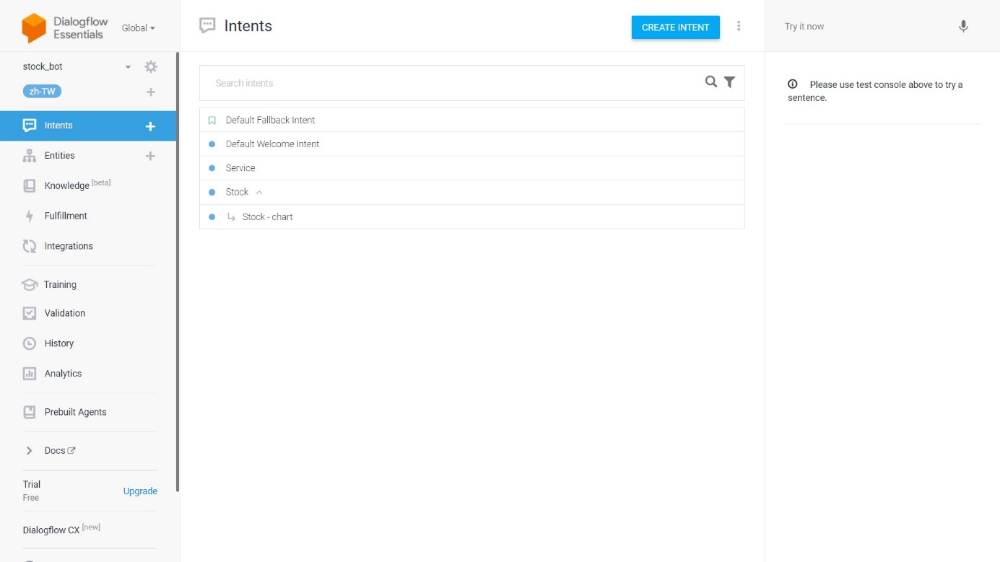 Dialogflow
Essentials
Global
stock_bot
zh-TW
Intents
Entities
Knowledge [beta]
Fulfillment
Integrations
Training
Validation
History
Analytics
Prebuilt Agents
Docs
Trial
Free
Upgrade
Dialogflow CX [new]
Intents
CREATE INTENT
Search intents
Default Fallback Intent
Default Welcome Intent
Service
Stock
Stock - chart
Try it now
Please use test console above to try a
sentence.